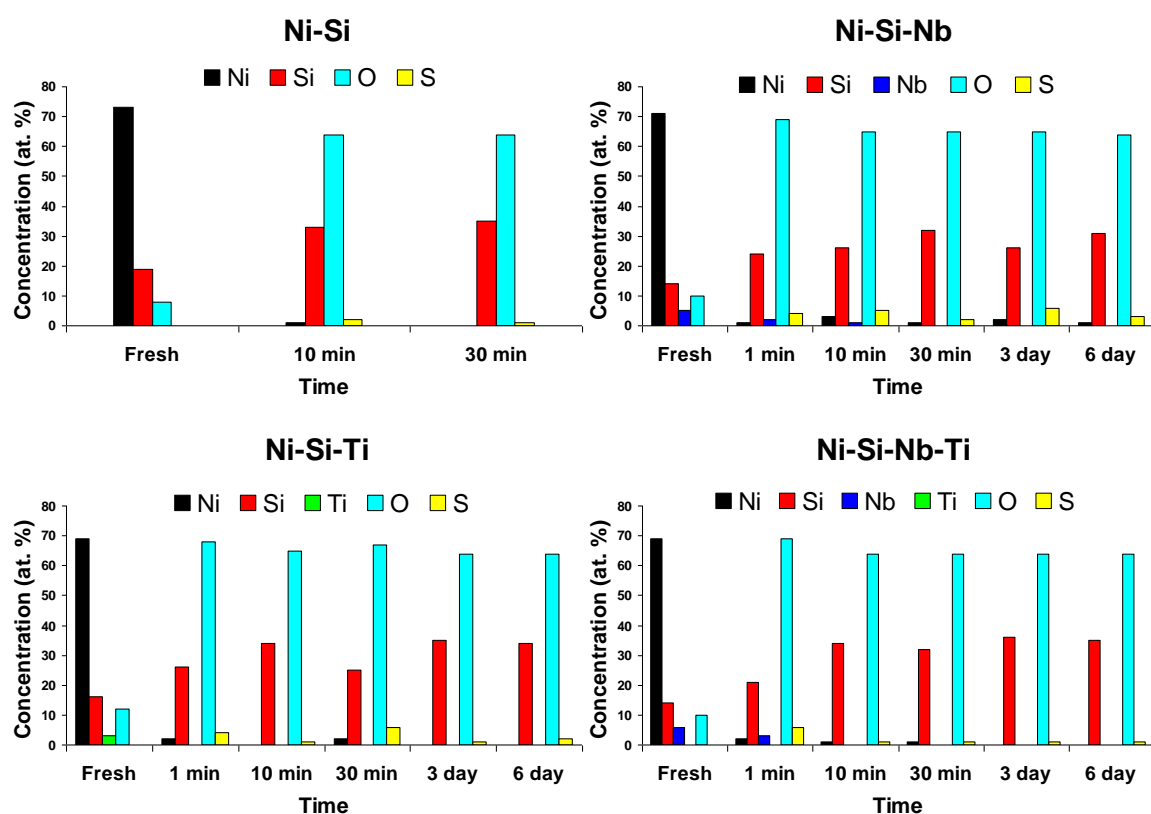 Ni-Si
Ni Si O S
Concentration (at. %)
80
70
60
50
40
30
20
10
0
Fresh 10 min 30 min
Time
Ni-Si-Nb
Ni Si Nb O S
Concentration (at. %)
80
70
60
50
40
30
20
10
0
Fresh 1 min 10 min 30 min 3 day 6 day
Time
Ni-Si-Ti
Ni Si Ti O S
Concentration (at. %)
80
70
60
50
40
30
20
10
0
Fresh 1 min 10 min 30 min 3 day 6 day
Time
Ni-Si-Nb-Ti
Ni Si Nb Ti O S
Concentration (at. %)
80
70
60
50
40
30
20
10
0
Fresh 1 min 10 min 30 min 3 day 6 day
Time